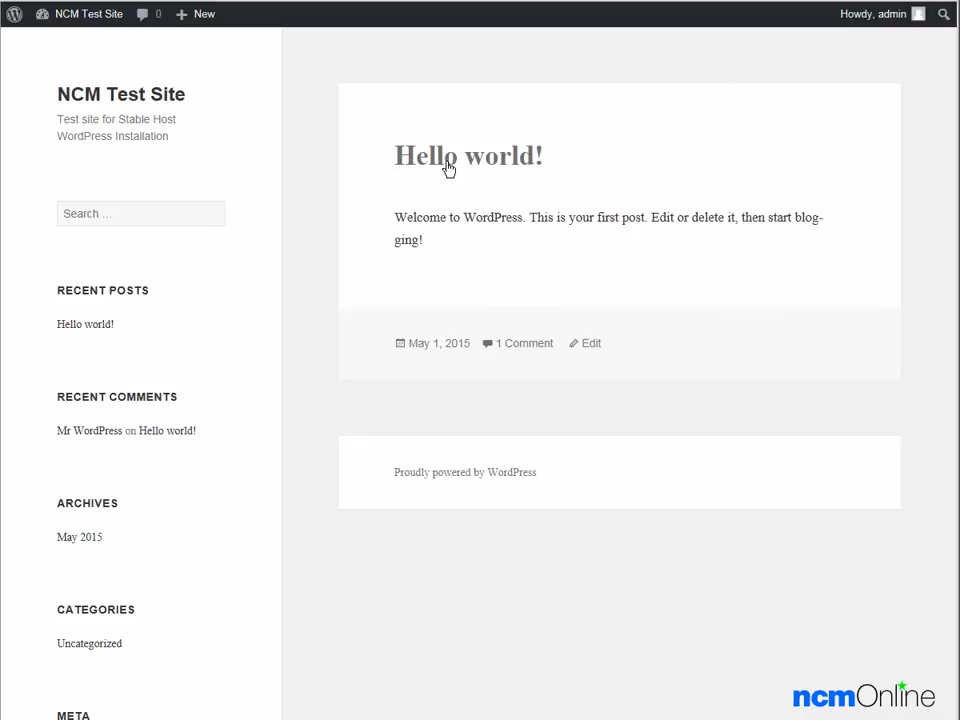 NCM Test Site 0 New Howdy, admin
NCM Test Site
Test site for Stable Host
WordPress Installation
Search ...
RECENT POSTS
Hello world!
RECENT COMMENTS
Mr WordPress on Hello world!
ARCHIVES
May 2015
CATEGORIES
Uncategorized
META
Hello world!
Welcome to WordPress. This is your first post. Edit or delete it, then start blog-
ging!
May 1, 2015 1 Comment Edit
Proudly powered by WordPress
ncmOnline